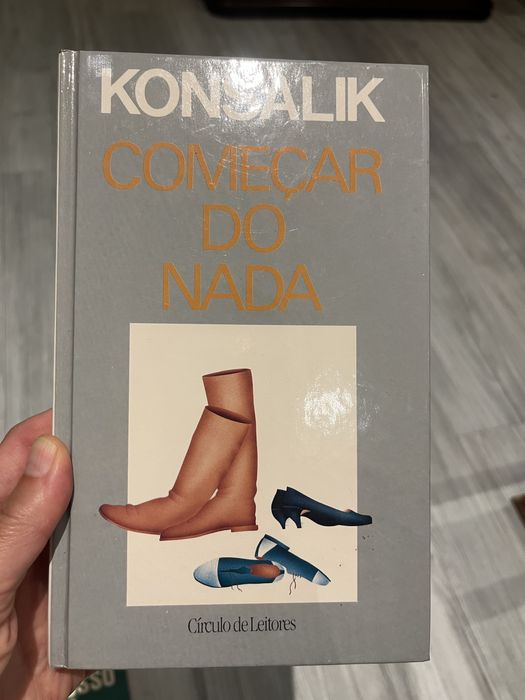 KONSALIK
COMEÇAR
DO
NADA
Círculo de Leitores